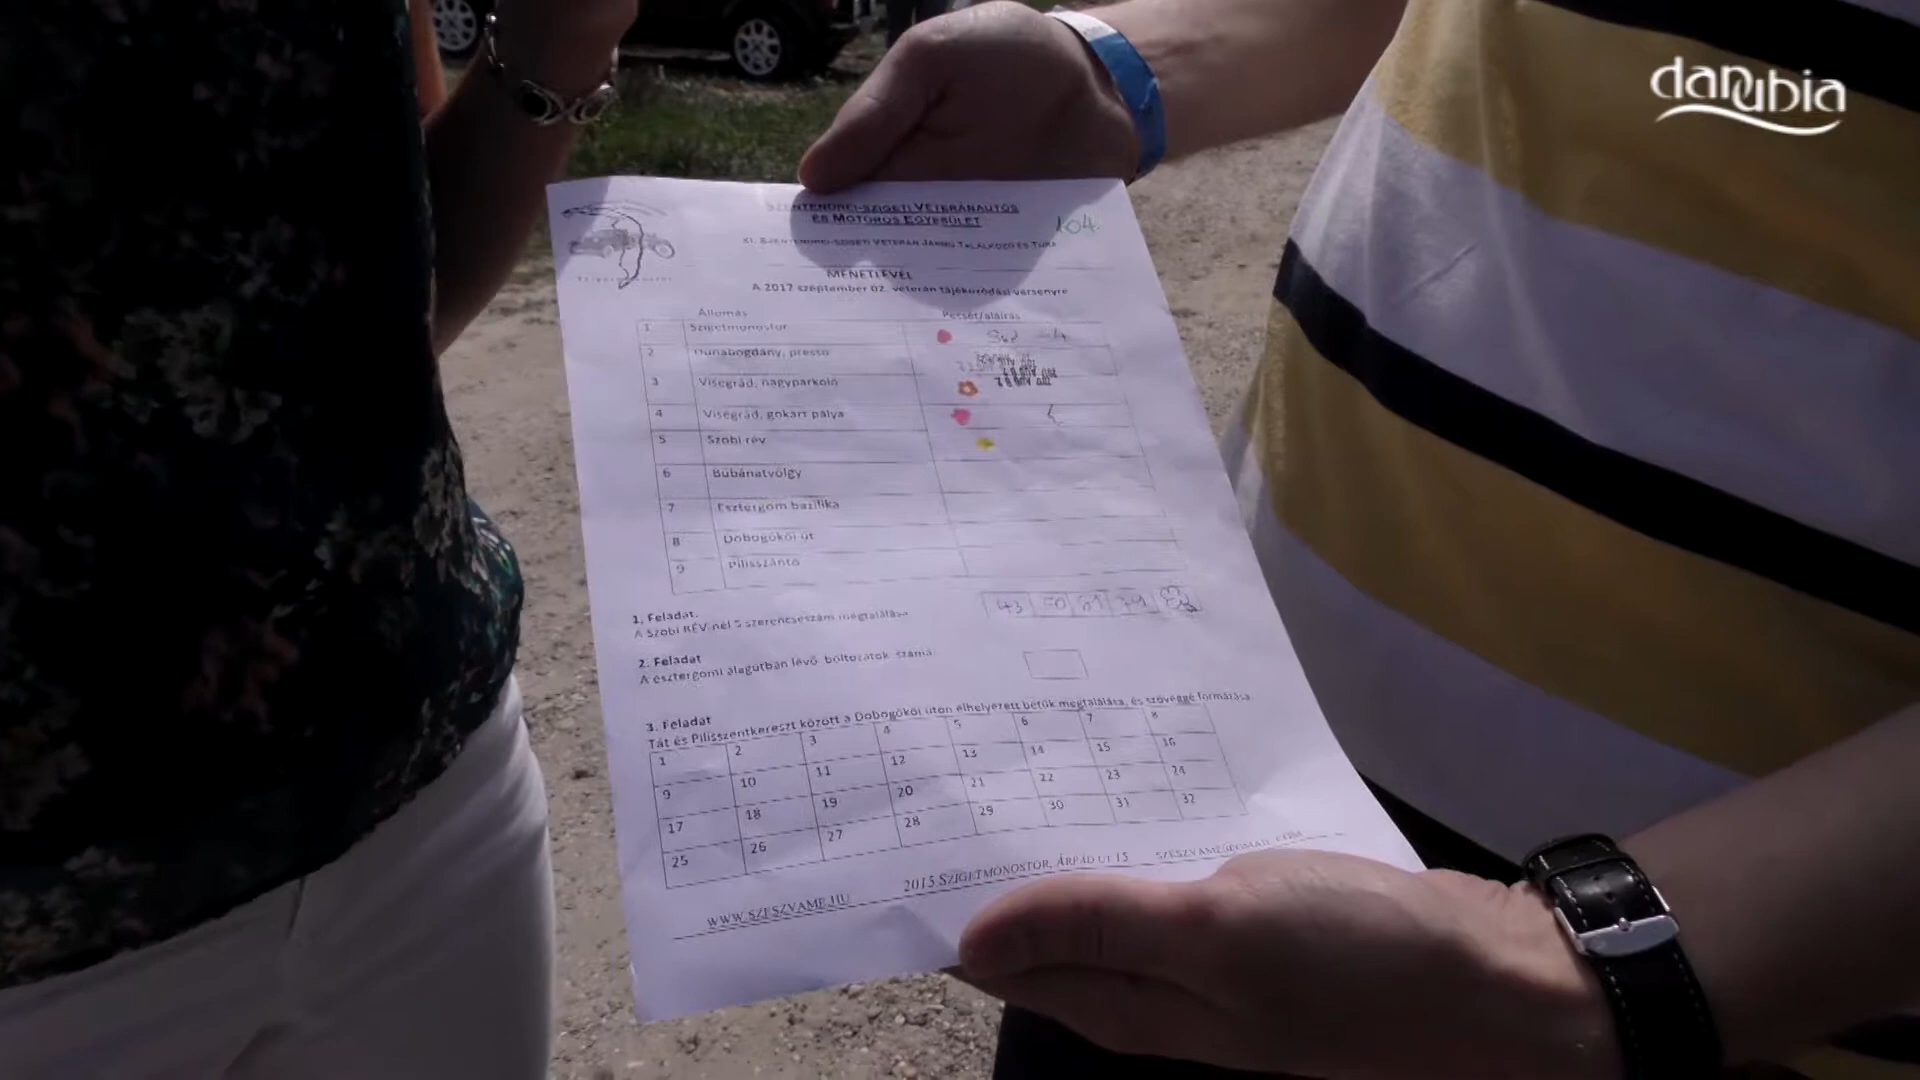 danubia
SZENTENDREI-SZIGETI VETERÁNAUTÓS
ÉS MOTOROS EGYESÜLET
104
XI. SZENTENDREI-SZIGETI VETERÁN JÁRMŰ TALÁLKOZÓ ÉS TÚRA
MENETLEVÉL
A 2017 szeptember 02. veterán tájékozódási versenyre
Állomás Pecsét/aláírás
1 Szigetmonostor
2 Dunabogdány, presso
3 Visegrád, nagyparkoló
4 Visegrád, gokart pálya
5 Szobi rév
6 Búbánatvölgy
7 Esztergom bazilika
8 Dobogókői út
9 Pilisszántó
1. Feladat.
A Szobi RÉV-nél 5 szerencseszám megtalálása
43
2. Feladat
A esztergomi alagútban lévő boltozatok száma:
3. Feladat
Tát és Pilisszentkereszt között a Dobogókői úton elhelyezett betűk megtalálása, és szöveggé formálása
1 2 3 4 5 6 7 8
9 10 11 12 13 14 15 16
17 18 19 20 21 22 23 24
25 26 27 28 29 30 31 32
WWW.SZESZVAME.HU 2015 SZIGETMONOSTOR, ÁRPÁD ÚT 15 SZESZVAME@GMAIL.COM